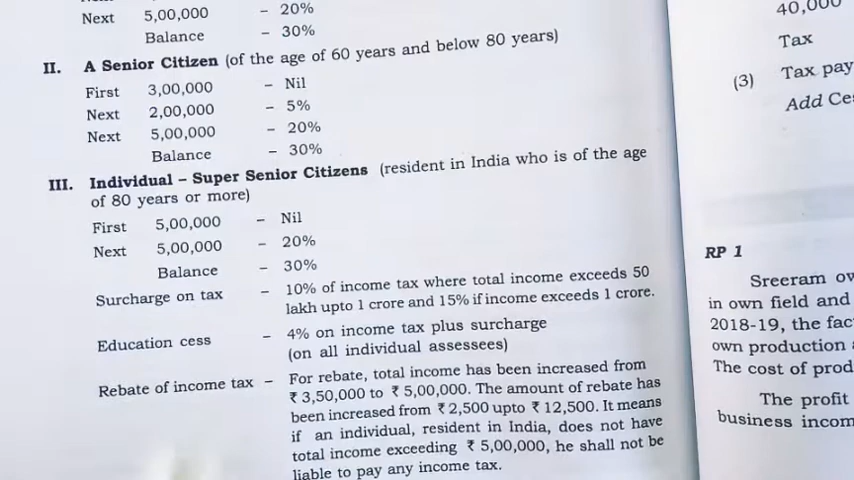 Next 5,00,000 – 20%
Balance – 30%
II. A Senior Citizen (of the age of 60 years and below 80 years)
First 3,00,000 – Nil
Next 2,00,000 – 5%
Next 5,00,000 – 20%
Balance – 30%
III. Individual – Super Senior Citizens (resident in India who is of the age
of 80 years or more)
First 5,00,000 – Nil
Next 5,00,000 – 20%
Balance – 30%
Surcharge on tax – 10% of income tax where total income exceeds 50
lakh upto 1 crore and 15% if income exceeds 1 crore.
Education cess – 4% on income tax plus surcharge
(on all individual assessees)
Rebate of income tax – For rebate, total income has been increased from
₹ 3,50,000 to ₹ 5,00,000. The amount of rebate has
been increased from ₹ 2,500 upto ₹ 12,500. It means
if an individual, resident in India, does not have
total income exceeding ₹ 5,00,000, he shall not be
liable to pay any income tax.
40,000
Tax
(3) Tax pay
Add Ces
RP 1
Sreeram ow
in own field and
2018-19, the fac
own production
The cost of prod
The profit
business incom